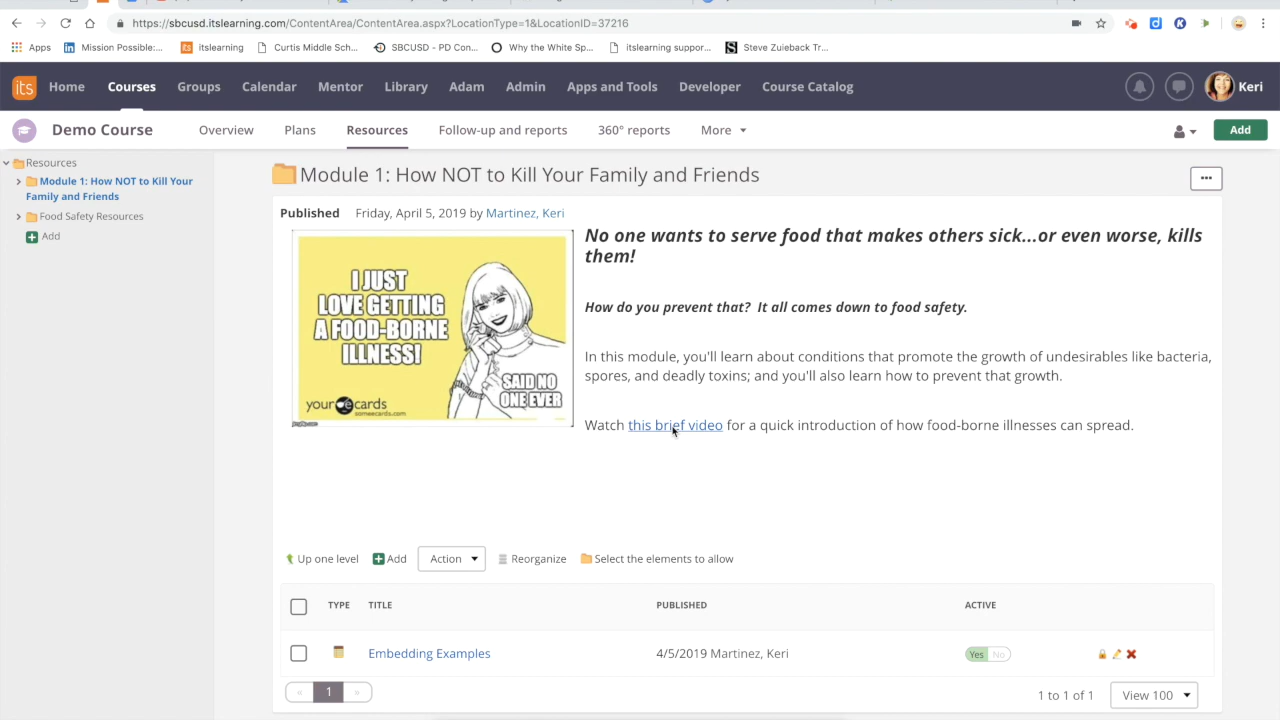 https://sbcusd.itslearning.com/ContentArea/ContentArea.aspx?LocationType=1&LocationID=37216
Apps Mission Possible:... itslearning Curtis Middle Sch... SBCUSD - PD Con... Why the White Sp... itslearning suppor... Steve Zuieback Tr...
its Home Courses Groups Calendar Mentor Library Adam Admin Apps and Tools Developer Course Catalog Keri
Demo Course Overview Plans Resources Follow-up and reports 360° reports More Add
Resources
Module 1: How NOT to Kill Your
Family and Friends
Food Safety Resources
Add
Module 1: How NOT to Kill Your Family and Friends
Published Friday, April 5, 2019 by Martinez, Keri
I JUST
LOVE GETTING
A FOOD-BORNE
ILLNESS!
SAID NO
ONE EVER
your ecards
someecards.com
No one wants to serve food that makes others sick...or even worse, kills
them!
How do you prevent that? It all comes down to food safety.
In this module, you'll learn about conditions that promote the growth of undesirables like bacteria,
spores, and deadly toxins; and you'll also learn how to prevent that growth.
Watch this brief video for a quick introduction of how food-borne illnesses can spread.
Up one level Add Action Reorganize Select the elements to allow
TYPE TITLE PUBLISHED ACTIVE
Embedding Examples 4/5/2019 Martinez, Keri Yes No
« 1 » 1 to 1 of 1 View 100